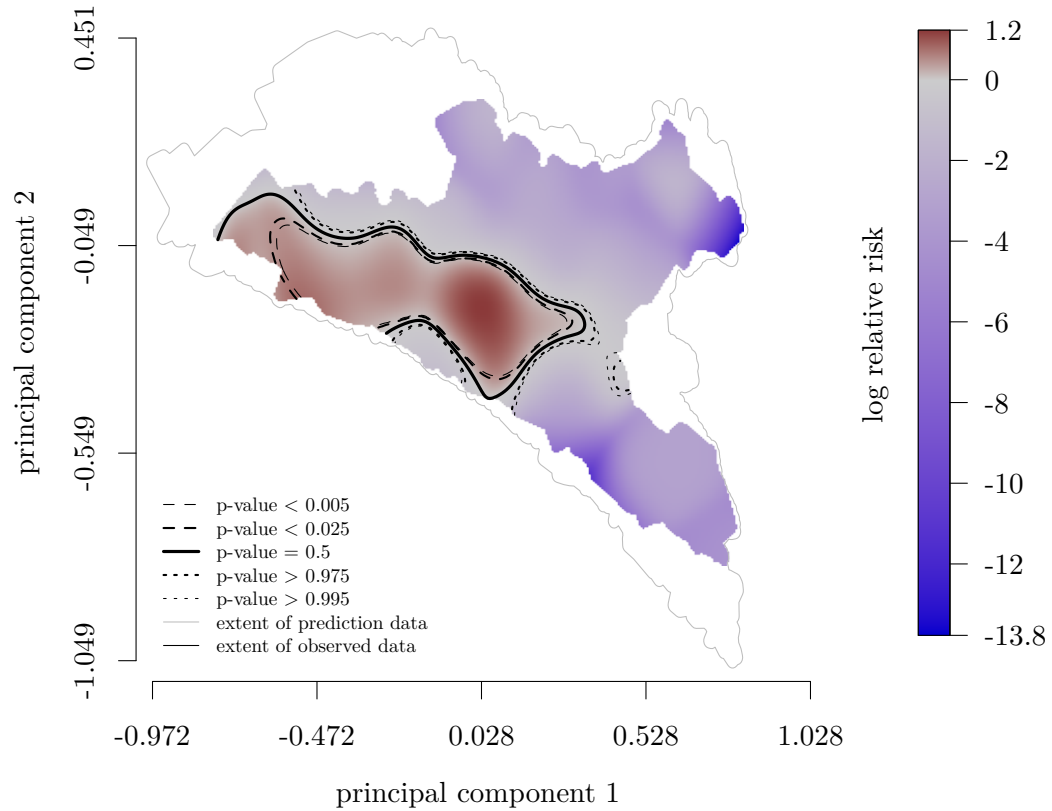 principal component 2
0.451
-0.049
-0.549
-1.049
p-value < 0.005
p-value < 0.025
p-value = 0.5
p-value > 0.975
p-value > 0.995
extent of prediction data
extent of observed data
-0.972
-0.472
0.028
0.528
1.028
principal component 1
log relative risk
1.2
0
-2
-4
-6
-8
-10
-12
-13.8